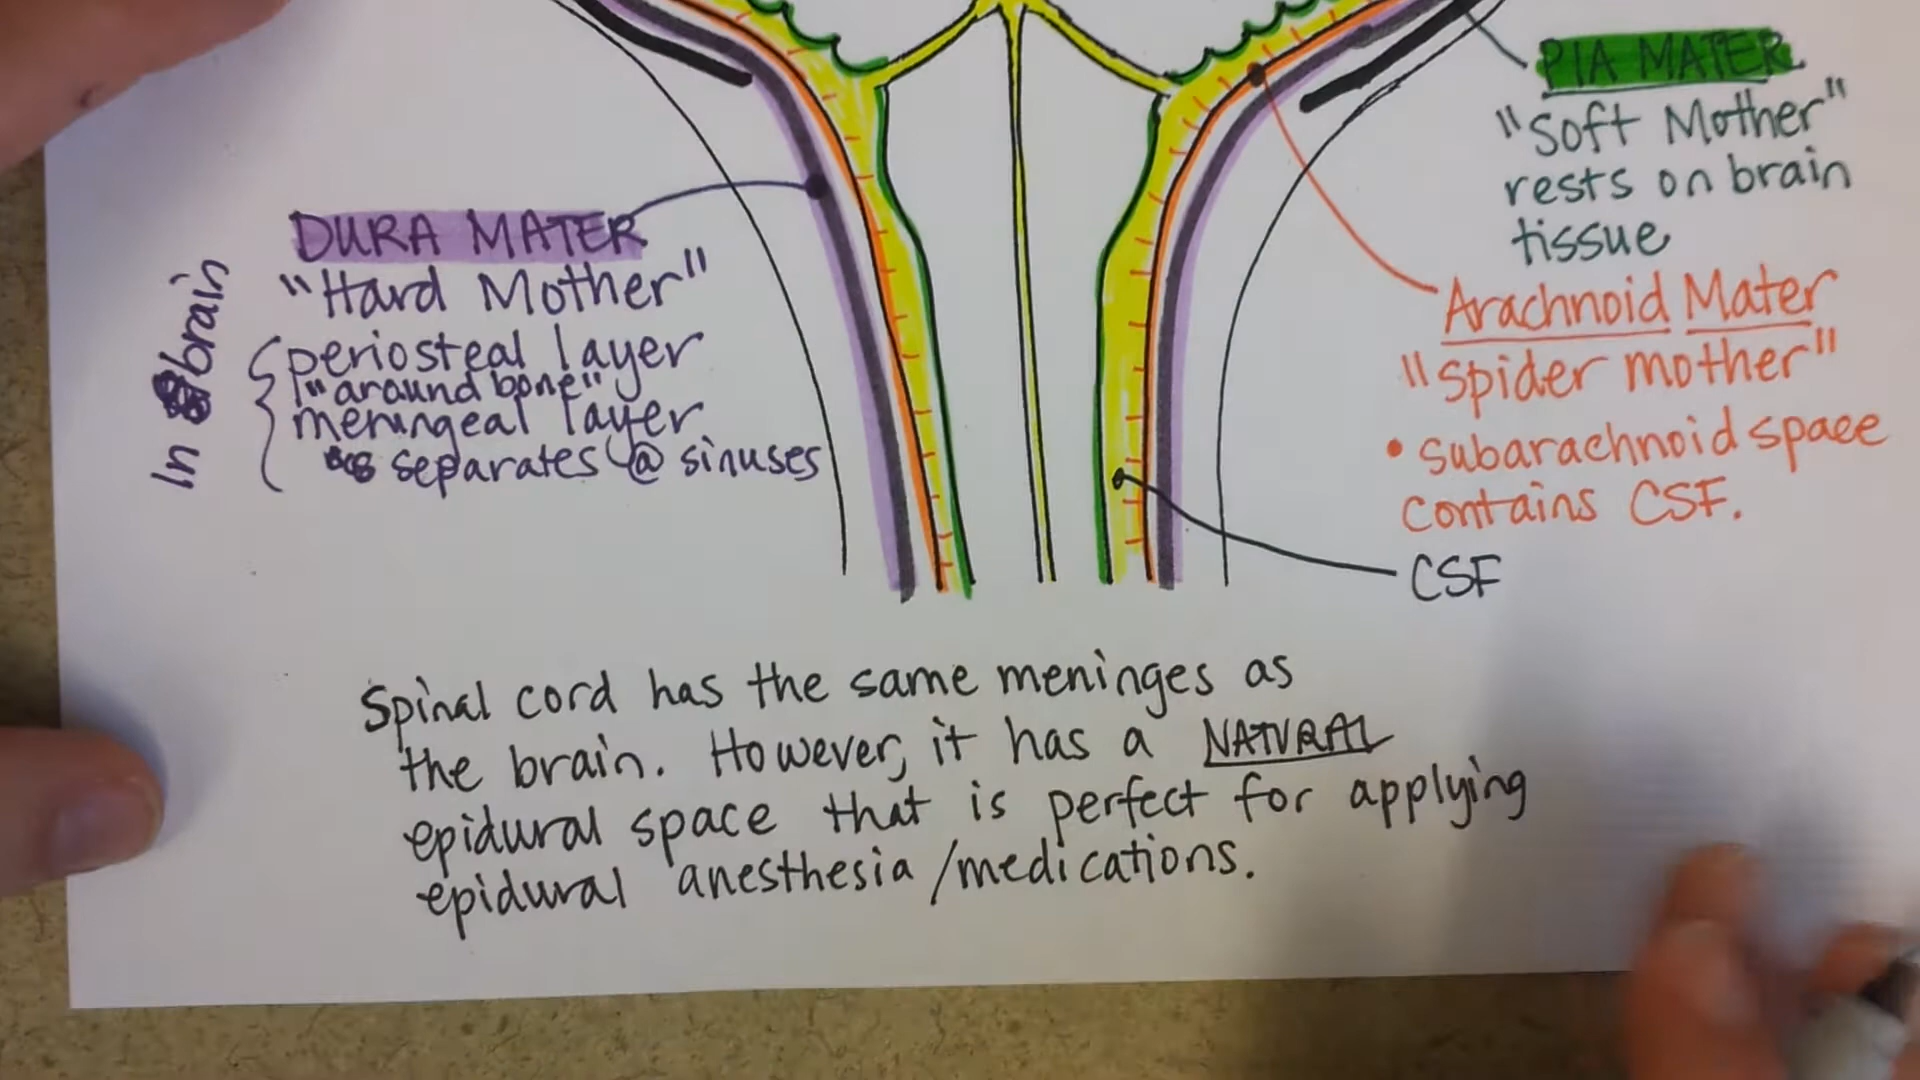 PIA MATER
"Soft Mother"
rests on brain
tissue
DURA MATER
"Hard Mother"
In brain
periosteal layer
"around bone"
meningeal layer
separates @ sinuses
Arachnoid Mater
"spider mother"
• subarachnoid space
contains CSF.
CSF
Spinal cord has the same meninges as
the brain. However, it has a NATURAL
epidural space that is perfect for applying
epidural anesthesia/medications.